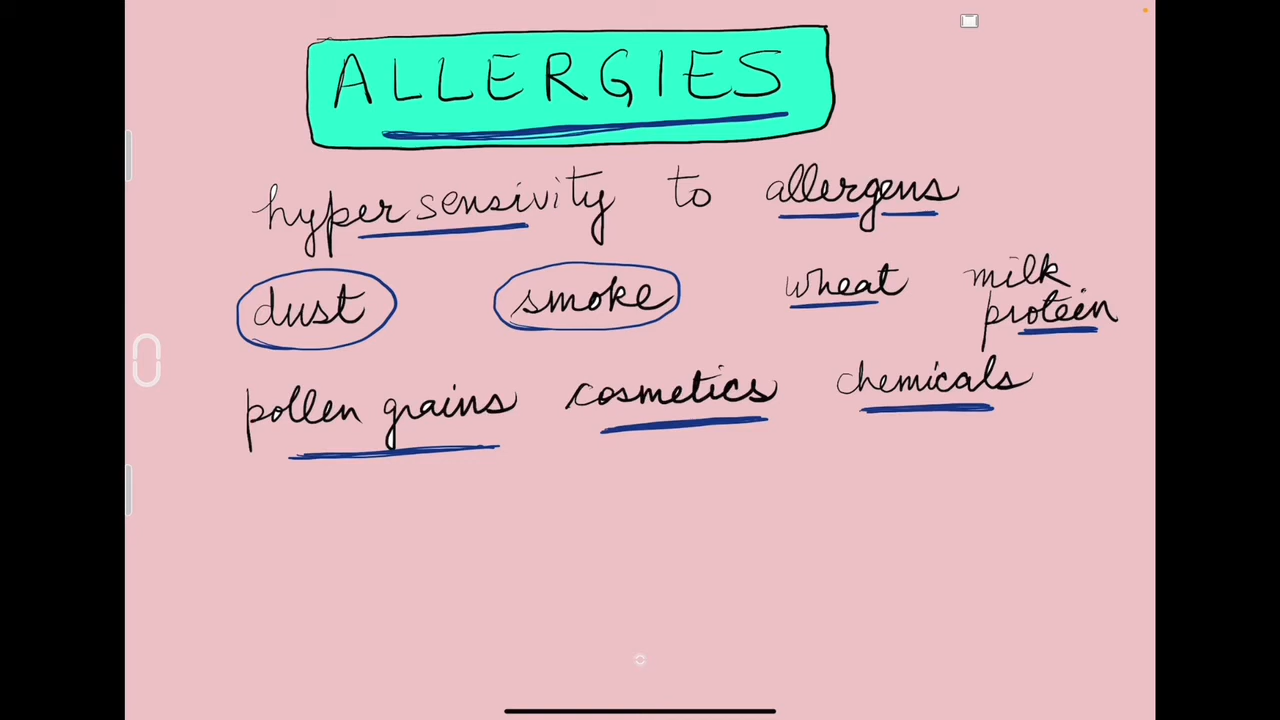 ALLERGIES
hypersensivity to allergens
dust smoke wheat milk protein
pollen grains cosmetics chemicals